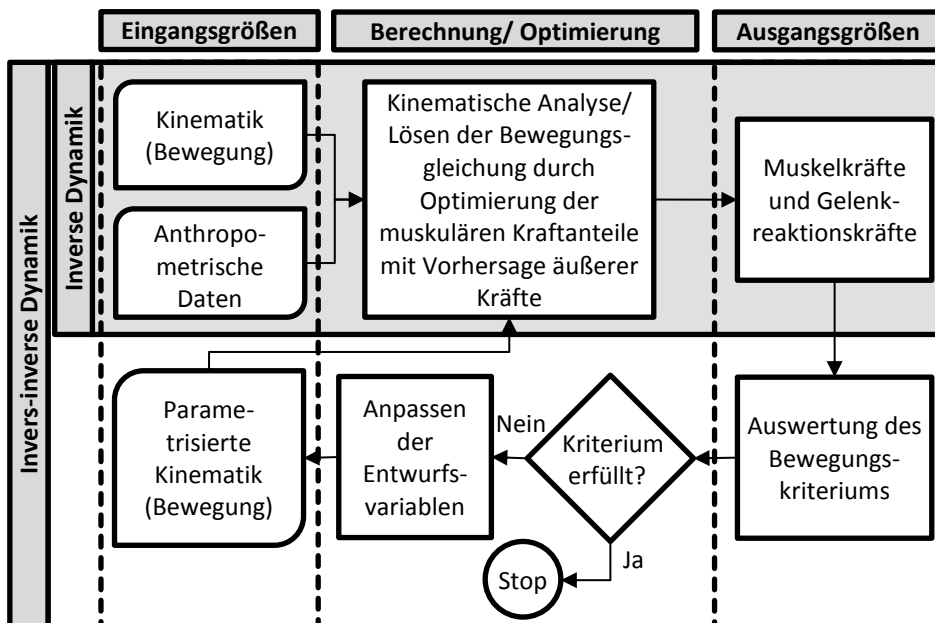 Eingangsgrößen
Berechnung/ Optimierung
Ausgangsgrößen
Invers-inverse Dynamik
Inverse Dynamik
Kinematik
(Bewegung)
Anthropo-
metrische
Daten
Kinematische Analyse/
Lösen der Bewegungs-
gleichung durch
Optimierung der
muskulären Kraftanteile
mit Vorhersage äußerer
Kräfte
Muskelkräfte
und Gelenk-
reaktionskräfte
Parame-
trisierte
Kinematik
(Bewegung)
Anpassen
der
Entwurfs-
variablen
Nein
Kriterium
erfüllt?
Ja
Stop
Auswertung des
Bewegungs-
kriteriums